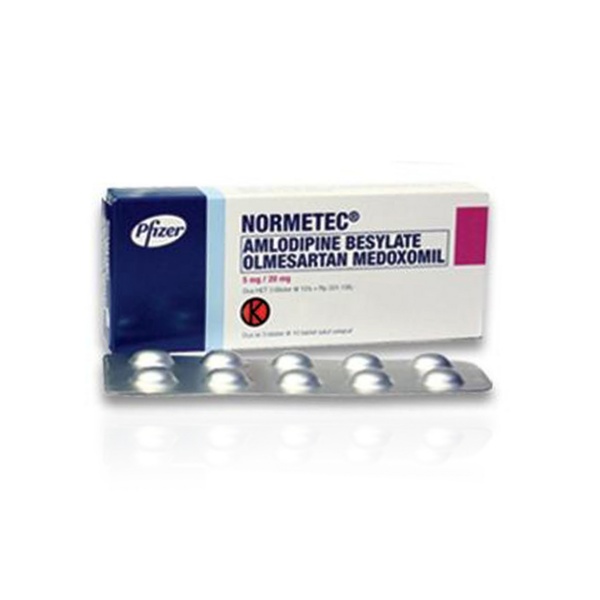 Pfizer
NORMETEC®
AMLODIPINE BESYLATE
OLMESARTAN MEDOXOMIL
5 mg / 20 mg
K